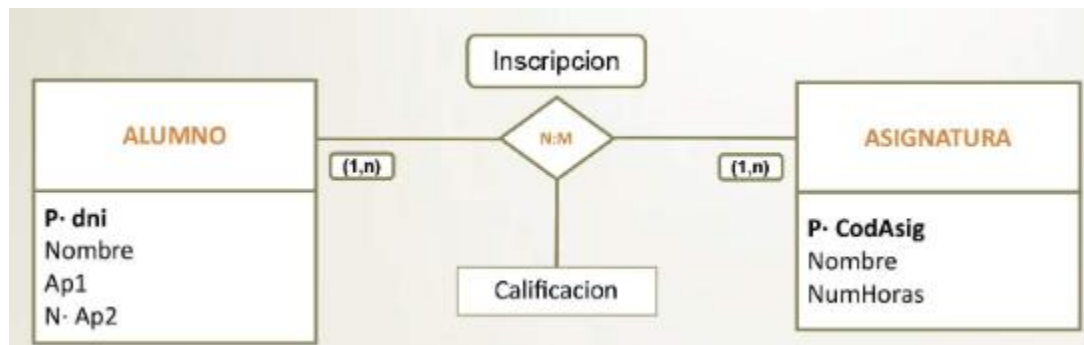 Inscripcion
ALUMNO
N:M
ASIGNATURA
(1,n)
(1,n)
P· dni
Nombre
Ap1
N· Ap2
Calificacion
P· CodAsig
Nombre
NumHoras